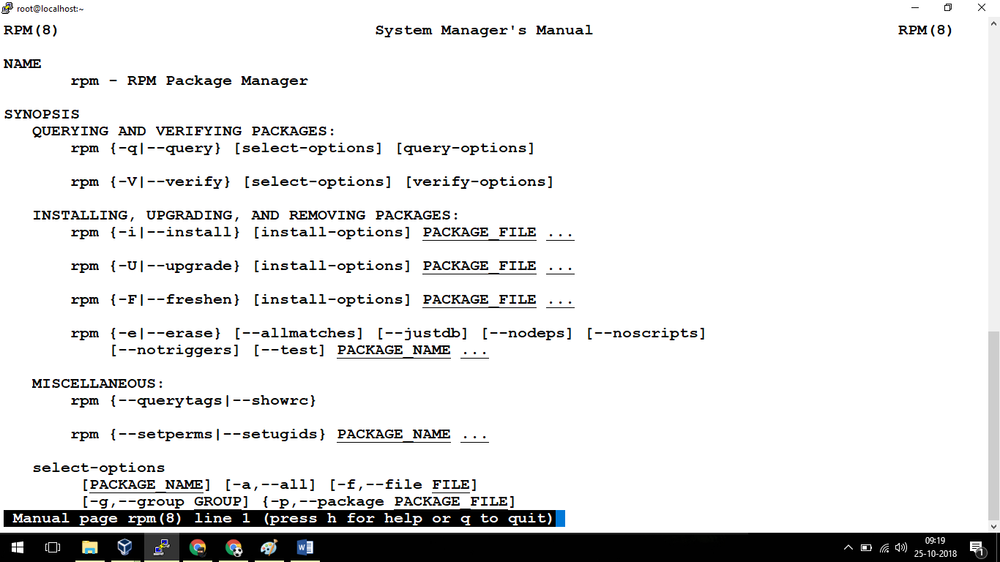 root@localhost:~
RPM(8) System Manager's Manual RPM(8)
NAME
rpm - RPM Package Manager
SYNOPSIS
QUERYING AND VERIFYING PACKAGES:
rpm {-q|--query} [select-options] [query-options]
rpm {-V|--verify} [select-options] [verify-options]
INSTALLING, UPGRADING, AND REMOVING PACKAGES:
rpm {-i|--install} [install-options] PACKAGE_FILE ...
rpm {-U|--upgrade} [install-options] PACKAGE_FILE ...
rpm {-F|--freshen} [install-options] PACKAGE_FILE ...
rpm {-e|--erase} [--allmatches] [--justdb] [--nodeps] [--noscripts]
[--notriggers] [--test] PACKAGE_NAME ...
MISCELLANEOUS:
rpm {--querytags|--showrc}
rpm {--setperms|--setugids} PACKAGE_NAME ...
select-options
[PACKAGE_NAME] [-a,--all] [-f,--file FILE]
[-g,--group GROUP] {-p,--package PACKAGE_FILE]
Manual page rpm(8) line 1 (press h for help or q to quit)
09:19
25-10-2018
1